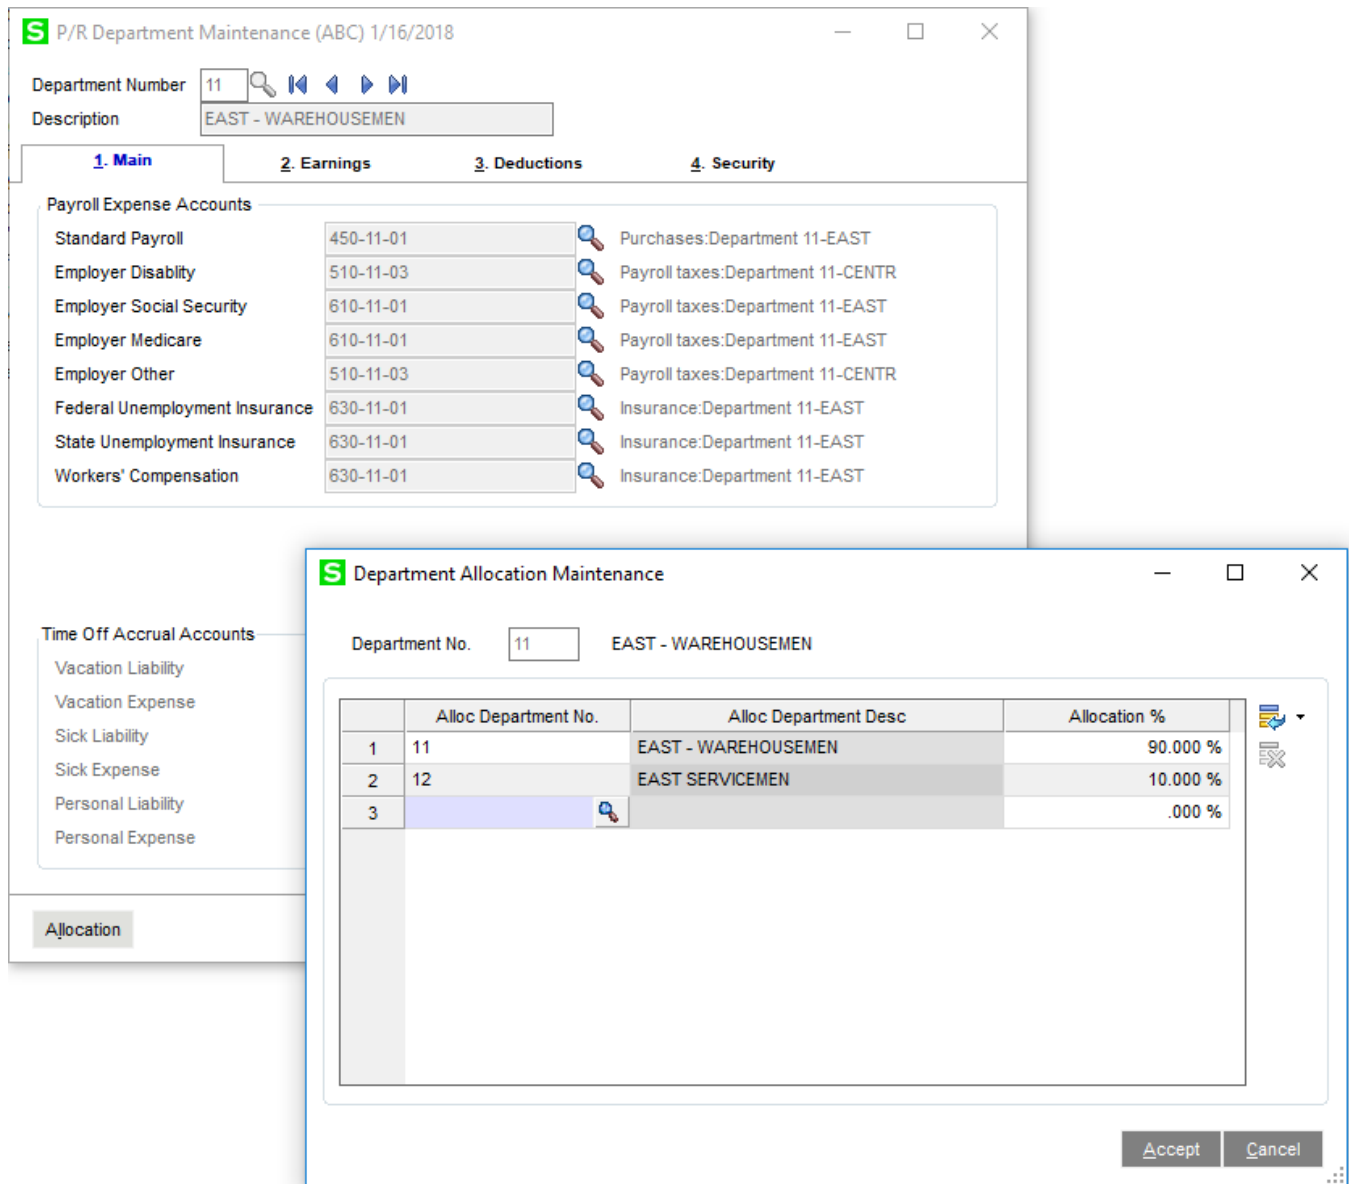 S P/R Department Maintenance (ABC) 1/16/2018
Department Number 11
Description EAST - WAREHOUSEMEN
1. Main 2. Earnings 3. Deductions 4. Security
Payroll Expense Accounts
Standard Payroll 450-11-01 Purchases:Department 11-EAST
Employer Disablity 510-11-03 Payroll taxes:Department 11-CENTR
Employer Social Security 610-11-01 Payroll taxes:Department 11-EAST
Employer Medicare 610-11-01 Payroll taxes:Department 11-EAST
Employer Other 510-11-03 Payroll taxes:Department 11-CENTR
Federal Unemployment Insurance 630-11-01 Insurance:Department 11-EAST
State Unemployment Insurance 630-11-01 Insurance:Department 11-EAST
Workers' Compensation 630-11-01 Insurance:Department 11-EAST
Time Off Accrual Accounts
Vacation Liability
Vacation Expense
Sick Liability
Sick Expense
Personal Liability
Personal Expense
Allocation
S Department Allocation Maintenance
Department No. 11 EAST - WAREHOUSEMEN
Alloc Department No. Alloc Department Desc Allocation %
1 11 EAST - WAREHOUSEMEN 90.000 %
2 12 EAST SERVICEMEN 10.000 %
3 .000 %
Accept Cancel